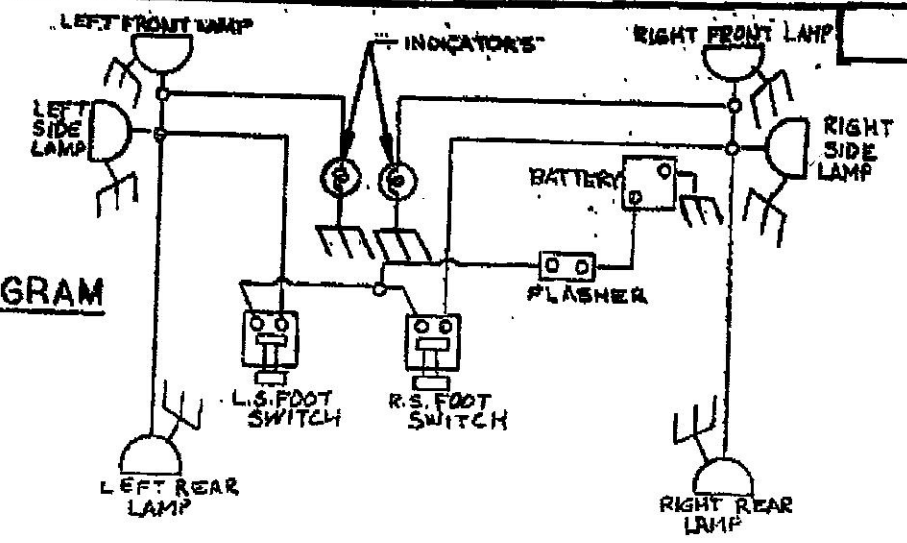 LEFT FRONT LAMP
INDICATORS
RIGHT FRONT LAMP
LEFT
SIDE
LAMP
RIGHT
SIDE
LAMP
BATTERY
GRAM
FLASHER
L.S. FOOT
SWITCH
R.S. FOOT
SWITCH
LEFT REAR
LAMP
RIGHT REAR
LAMP